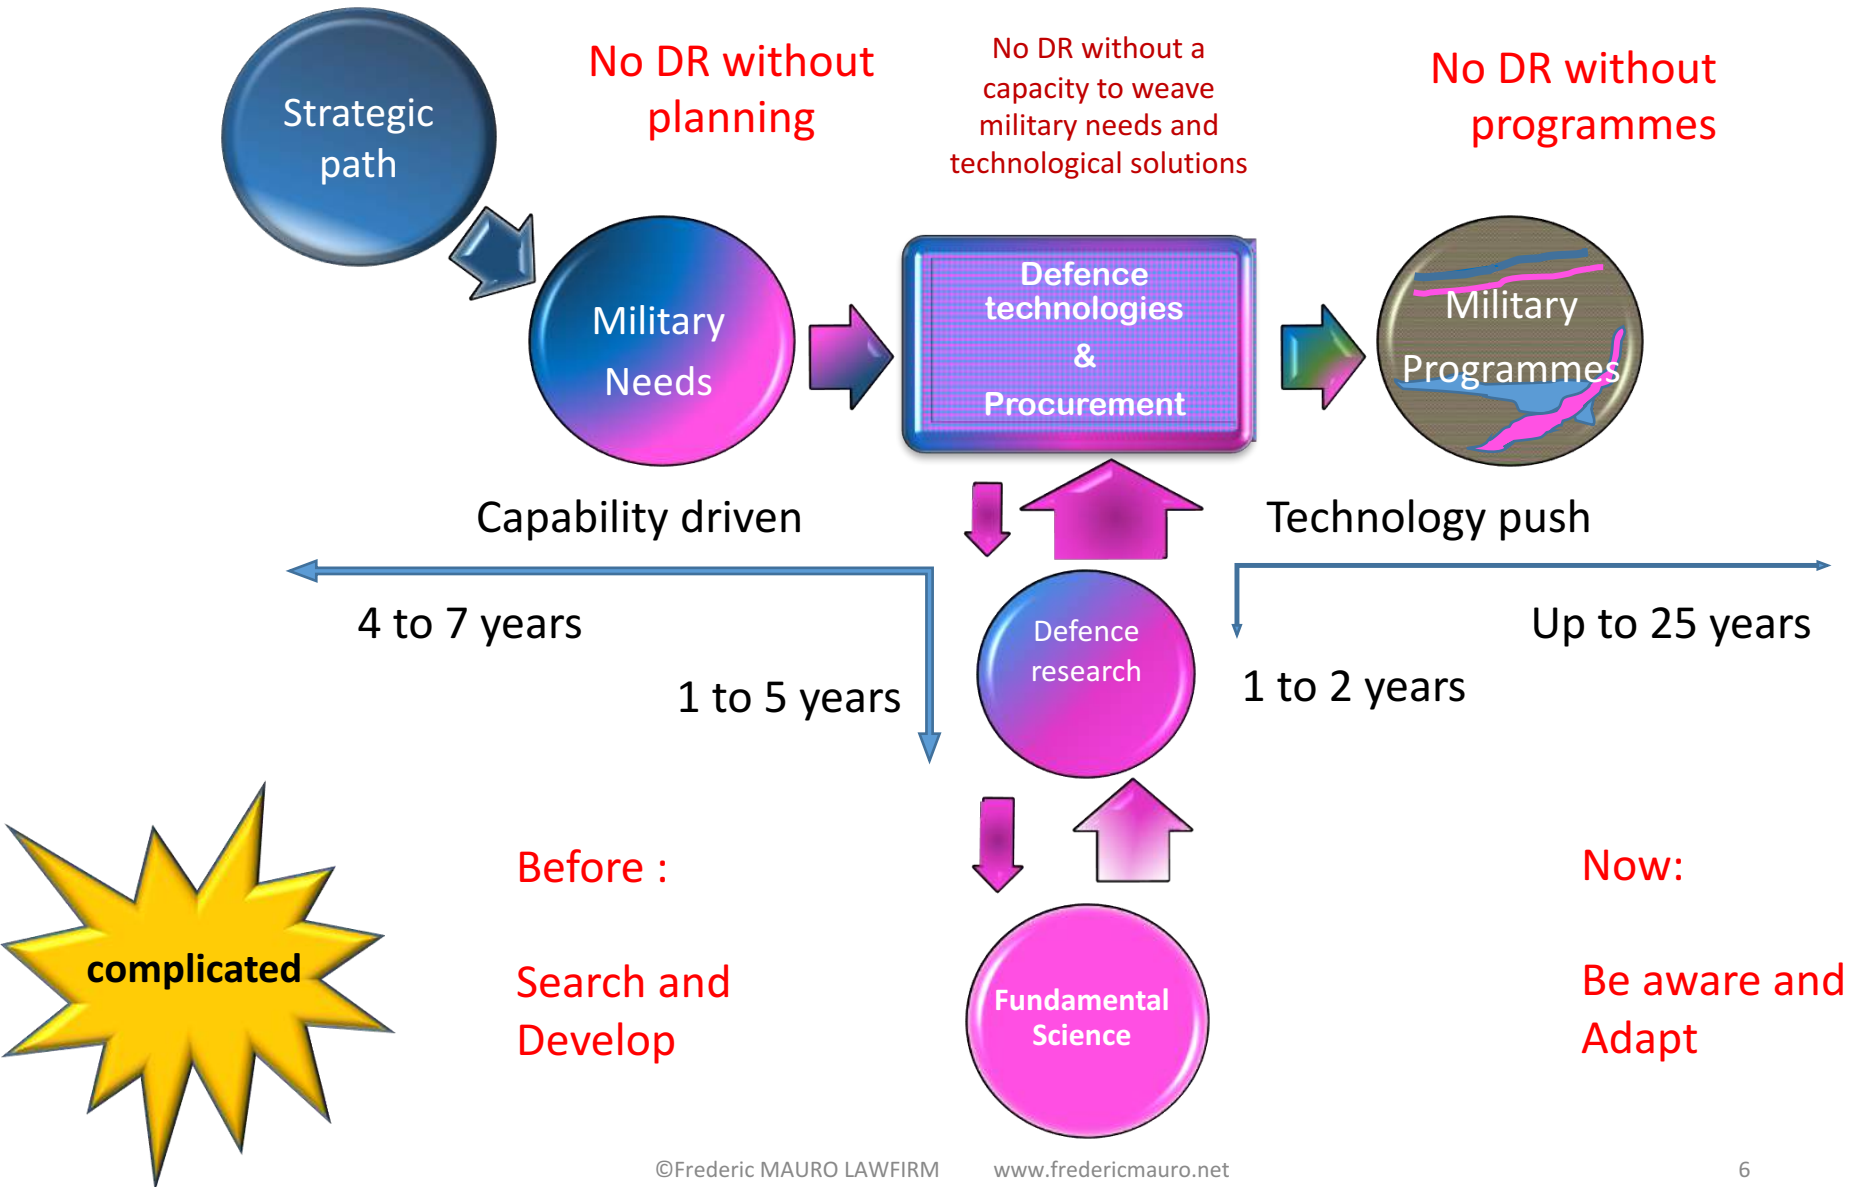 Strategic
path
No DR without
planning
No DR without a
capacity to weave
military needs and
technological solutions
No DR without
programmes
Military
Needs
Defence
technologies
&
Procurement
Military
Programmes
Capability driven
Technology push
4 to 7 years
1 to 5 years
Defence
research
1 to 2 years
Up to 25 years
complicated
Before :
Search and
Develop
Fundamental
Science
Now:
Be aware and
Adapt
©Frederic MAURO LAWFIRM www.fredericmauro.net
6